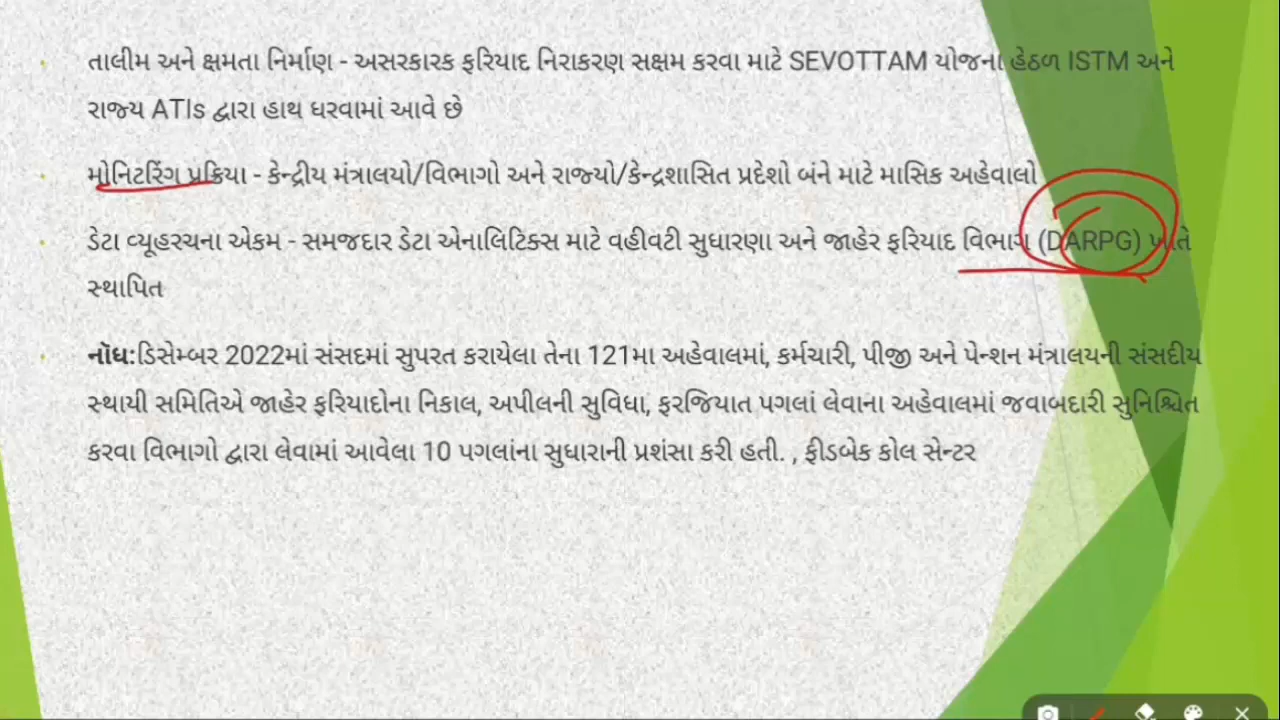 તાલીમ અને ક્ષમતા નિર્માણ - અસરકારક ફરિયાદ નિરાકરણ સક્ષમ કરવા માટે SEVOTTAM યોજના હેઠળ ISTM અને
રાજ્ય ATIs દ્વારા હાથ ધરવામાં આવે છે
મોનિટરિંગ પ્રક્રિયા - કેન્દ્રીય મંત્રાલયો/વિભાગો અને રાજ્યો/કેન્દ્રશાસિત પ્રદેશો બંને માટે માસિક અહેવાલો
ડેટા વ્યૂહરચના એકમ - સમજદાર ડેટા એનાલિટિક્સ માટે વહીવટી સુધારણા અને જાહેર ફરિયાદ વિભાગ (DARPG) ખાતે
સ્થાપિત
નોંધ:ડિસેમ્બર 2022માં સંસદમાં સુપરત કરાયેલા તેના 121મા અહેવાલમાં, કર્મચારી, પીજી અને પેન્શન મંત્રાલયની સંસદીય
સ્થાયી સમિતિએ જાહેર ફરિયાદોના નિકાલ, અપીલની સુવિધા, ફરજિયાત પગલાં લેવાના અહેવાલમાં જવાબદારી સુનિશ્ચિત
કરવા વિભાગો દ્વારા લેવામાં આવેલા 10 પગલાંના સુધારાની પ્રશંસા કરી હતી. , ફીડબેક કોલ સેન્ટર